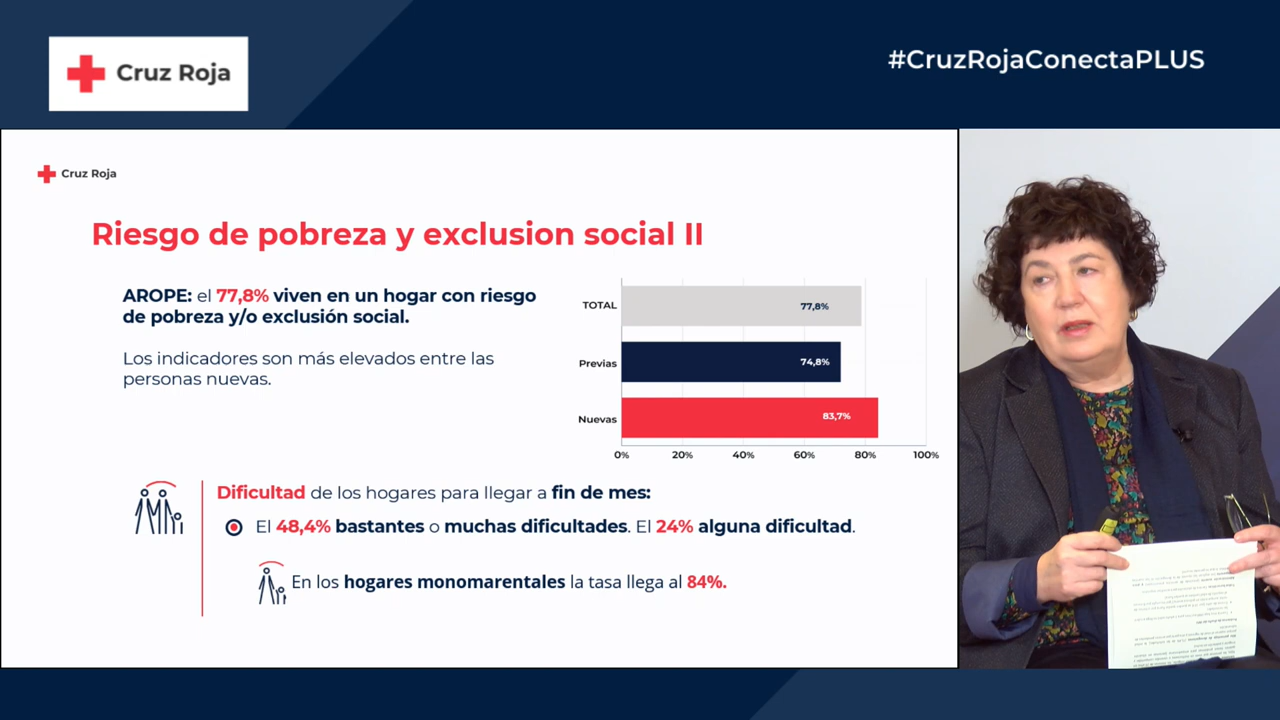 Cruz Roja
#CruzRojaConectaPLUS
Cruz Roja
Riesgo de pobreza y exclusion social II
AROPE: el 77,8% viven en un hogar con riesgo
de pobreza y/o exclusión social.
Los indicadores son más elevados entre las
personas nuevas.
TOTAL
77,8%
Previas
74,8%
Nuevas
83,7%
0% 20% 40% 60% 80% 100%
Dificultad de los hogares para llegar a fin de mes:
El 48,4% bastantes o muchas dificultades. El 24% alguna dificultad.
En los hogares monomarentales la tasa llega al 84%.